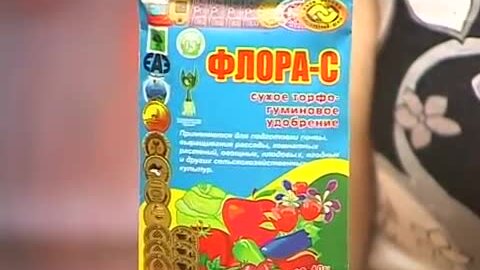 ФЛОРА-С
сухое торфо-
гуминовое
удобрение
Применяется для подготовки почвы,
выращивания рассады, комнатных
растений, овощных, плодовых, ягодных
и других сельскохозяйственных
культур.